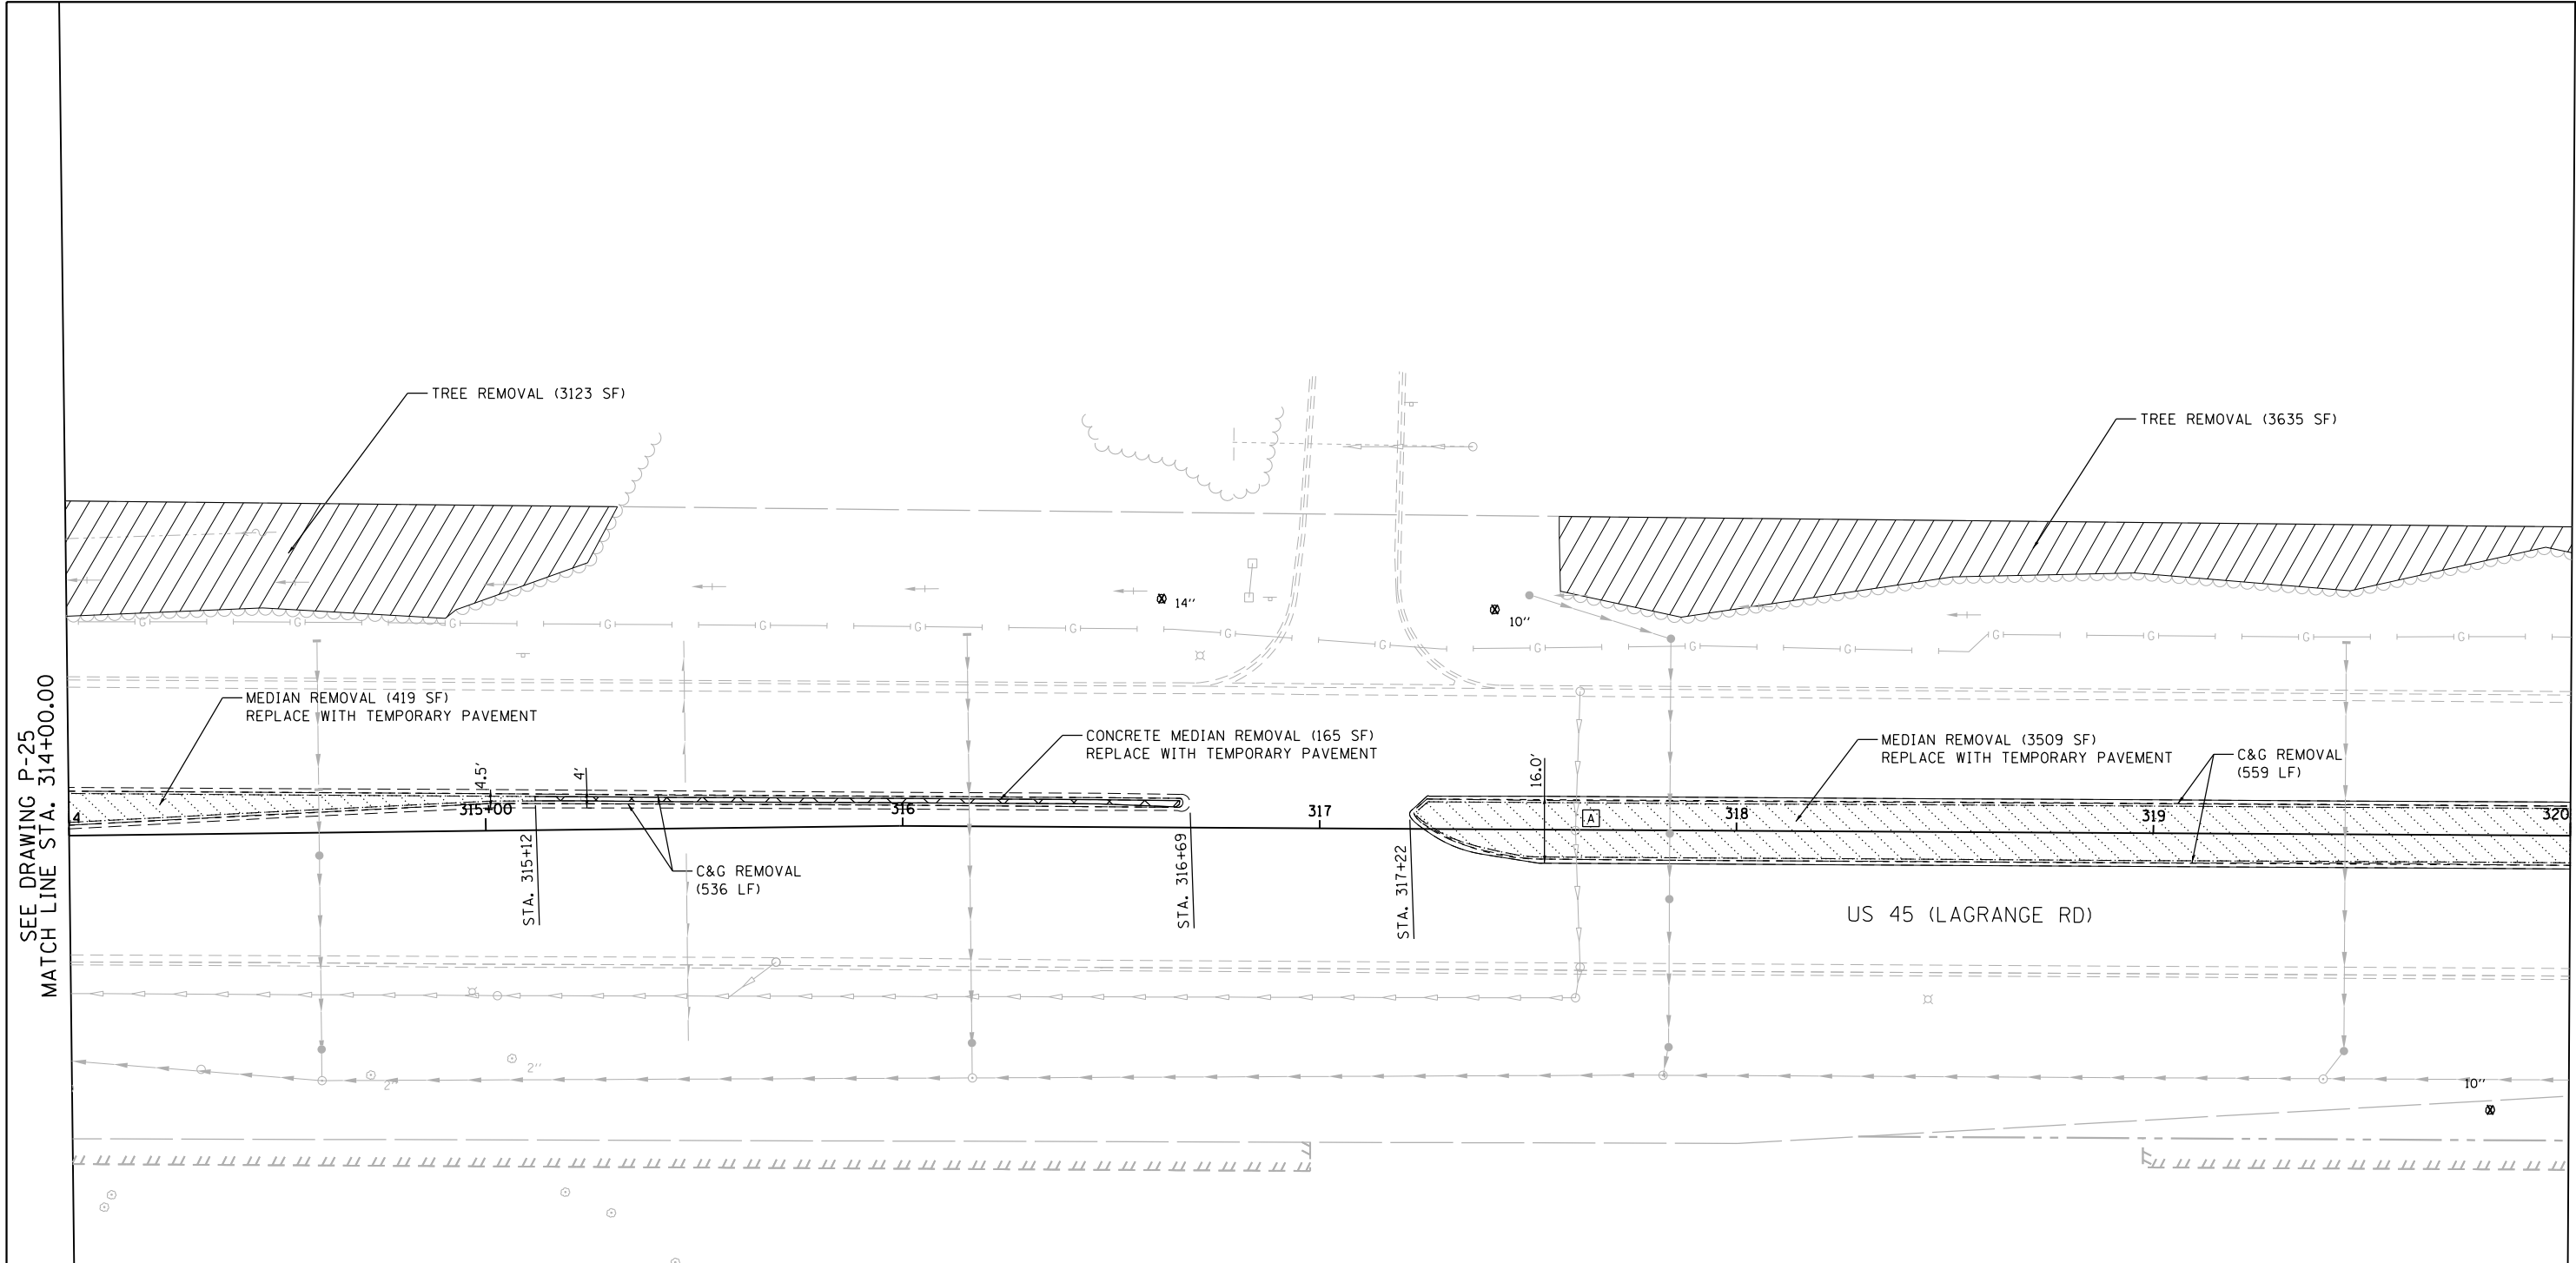 TREE REMOVAL (3123 SF)
TREE REMOVAL (3635 SF)
14''
10''
G G G G G G G G G G G G G G G G
SEE DRAWING P-25
MATCH LINE STA. 314+00.00
MEDIAN REMOVAL (419 SF)
REPLACE WITH TEMPORARY PAVEMENT
CONCRETE MEDIAN REMOVAL (165 SF)
REPLACE WITH TEMPORARY PAVEMENT
MEDIAN REMOVAL (3509 SF)
REPLACE WITH TEMPORARY PAVEMENT
C&G REMOVAL
(559 LF)
4.5'
4'
16.0'
4
315+00
316
317
A
318
319
320
STA. 315+12
C&G REMOVAL
(536 LF)
STA. 316+69
STA. 317+22
US 45 (LAGRANGE RD)
2''
2''
10''